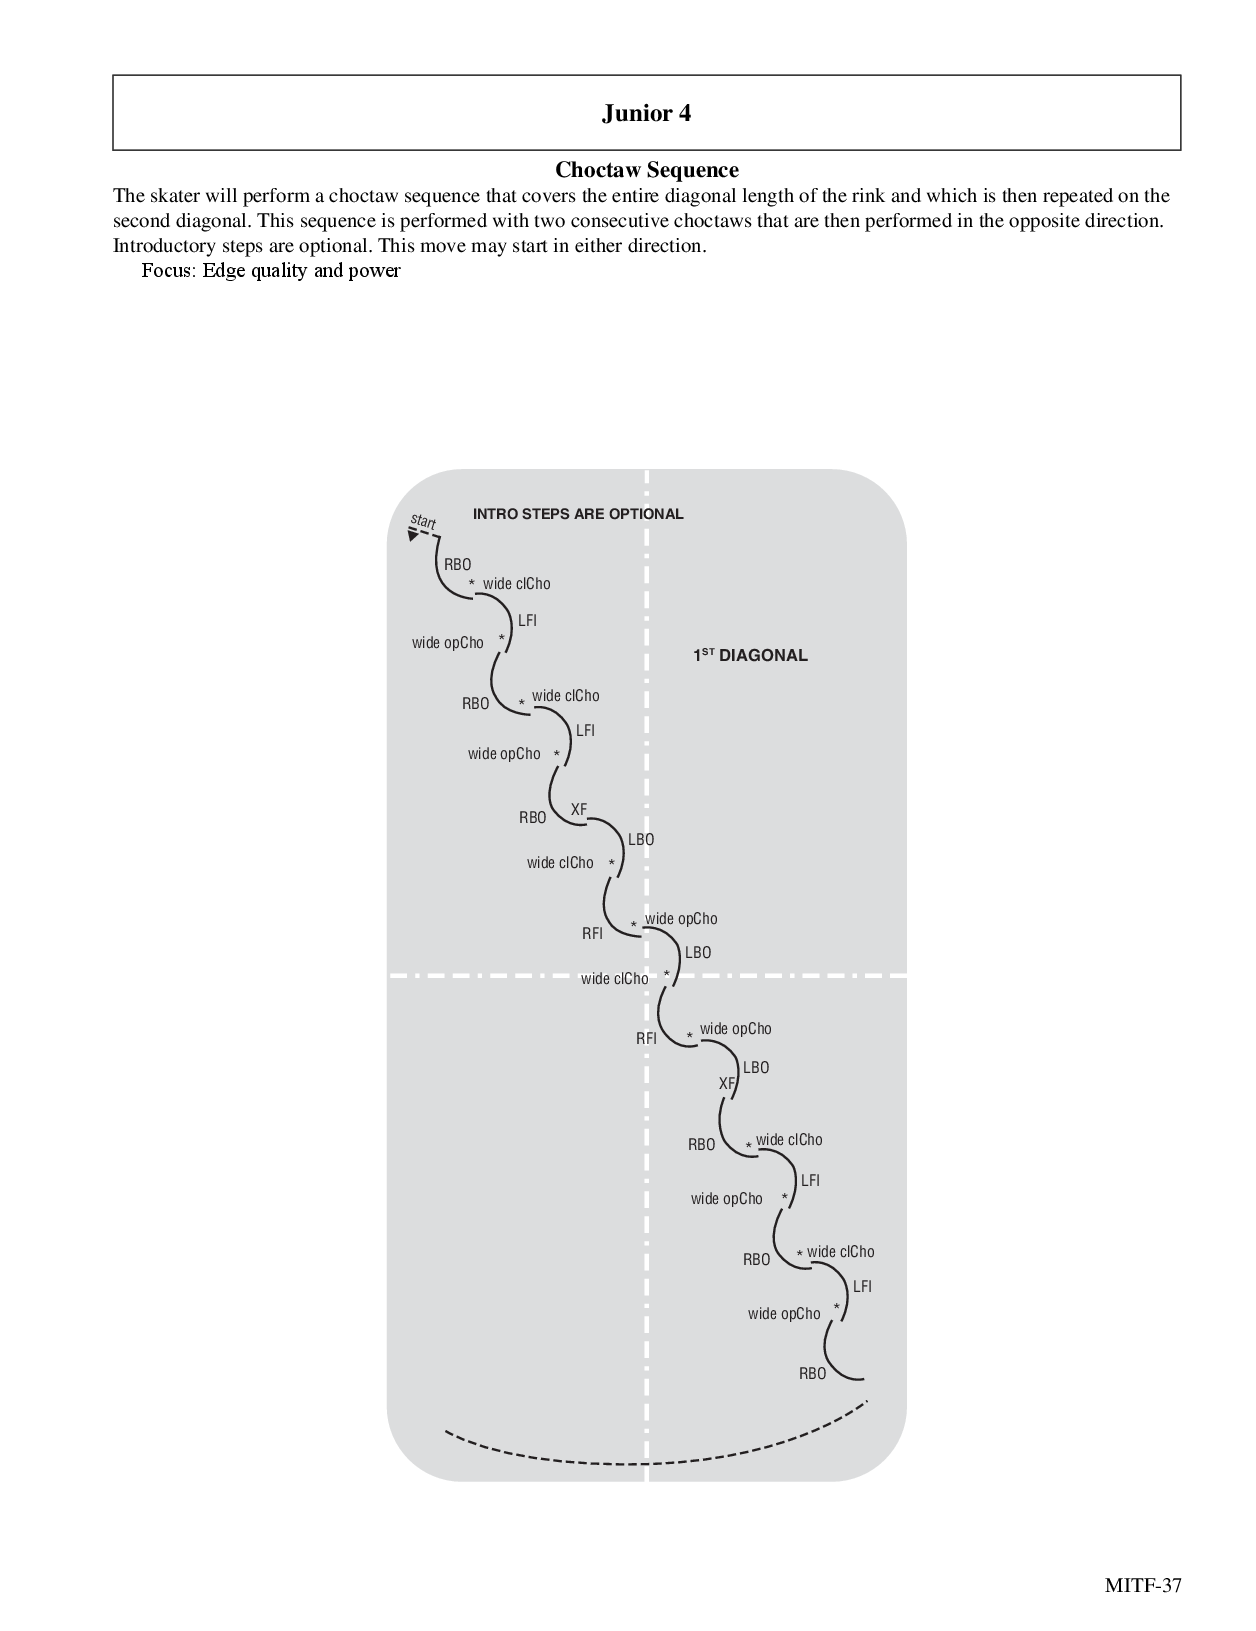 Junior 4
Choctaw Sequence
The skater will perform a choctaw sequence that covers the entire diagonal length of the rink and which is then repeated on the
second diagonal. This sequence is performed with two consecutive choctaws that are then performed in the opposite direction.
Introductory steps are optional. This move may start in either direction.
Focus: Edge quality and power
INTRO STEPS ARE OPTIONAL
start
RBO
* wide clCho
LFI
wide opCho *
1ST DIAGONAL
RBO * wide clCho
LFI
wide opCho *
RBO XF
LBO
wide clCho *
RFI * wide opCho
LBO
wide clCho *
RFI * wide opCho
LBO
XF
RBO * wide clCho
LFI
wide opCho *
RBO * wide clCho
LFI
wide opCho *
RBO
MITF-37